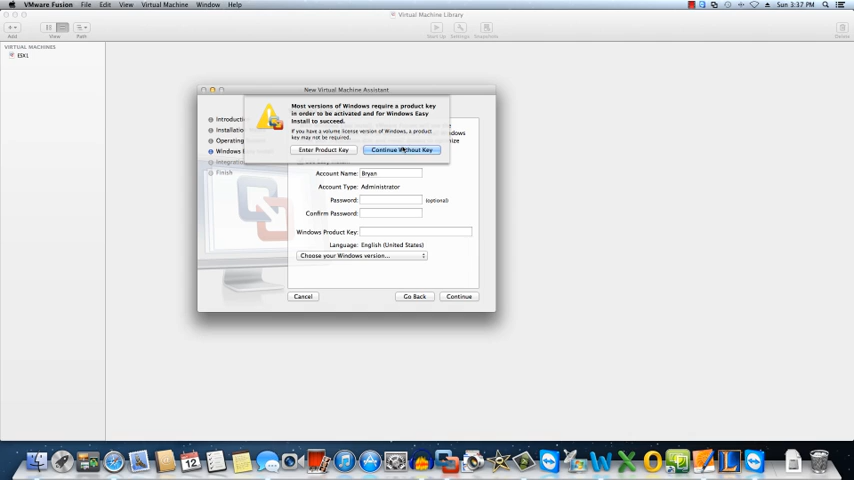 VMware Fusion File Edit View Virtual Machine Window Help
Sun 3:37 PM
Virtual Machine Library
Add View Path Start Up Settings Snapshots Delete
VIRTUAL MACHINES
ESX1
New Virtual Machine Assistant
Most versions of Windows require a product key
in order to be activated and for Windows Easy
Install to succeed.
If you have a volume license version of Windows, a product
key may not be required.
Enter Product Key Continue Without Key
Introduc
Installatio
Operating
Windows
Integratio
Finish
Account Name: Bryan
Account Type: Administrator
Password: (optional)
Confirm Password:
Windows Product Key:
Language: English (United States)
Choose your Windows version...
Cancel Go Back Continue
12